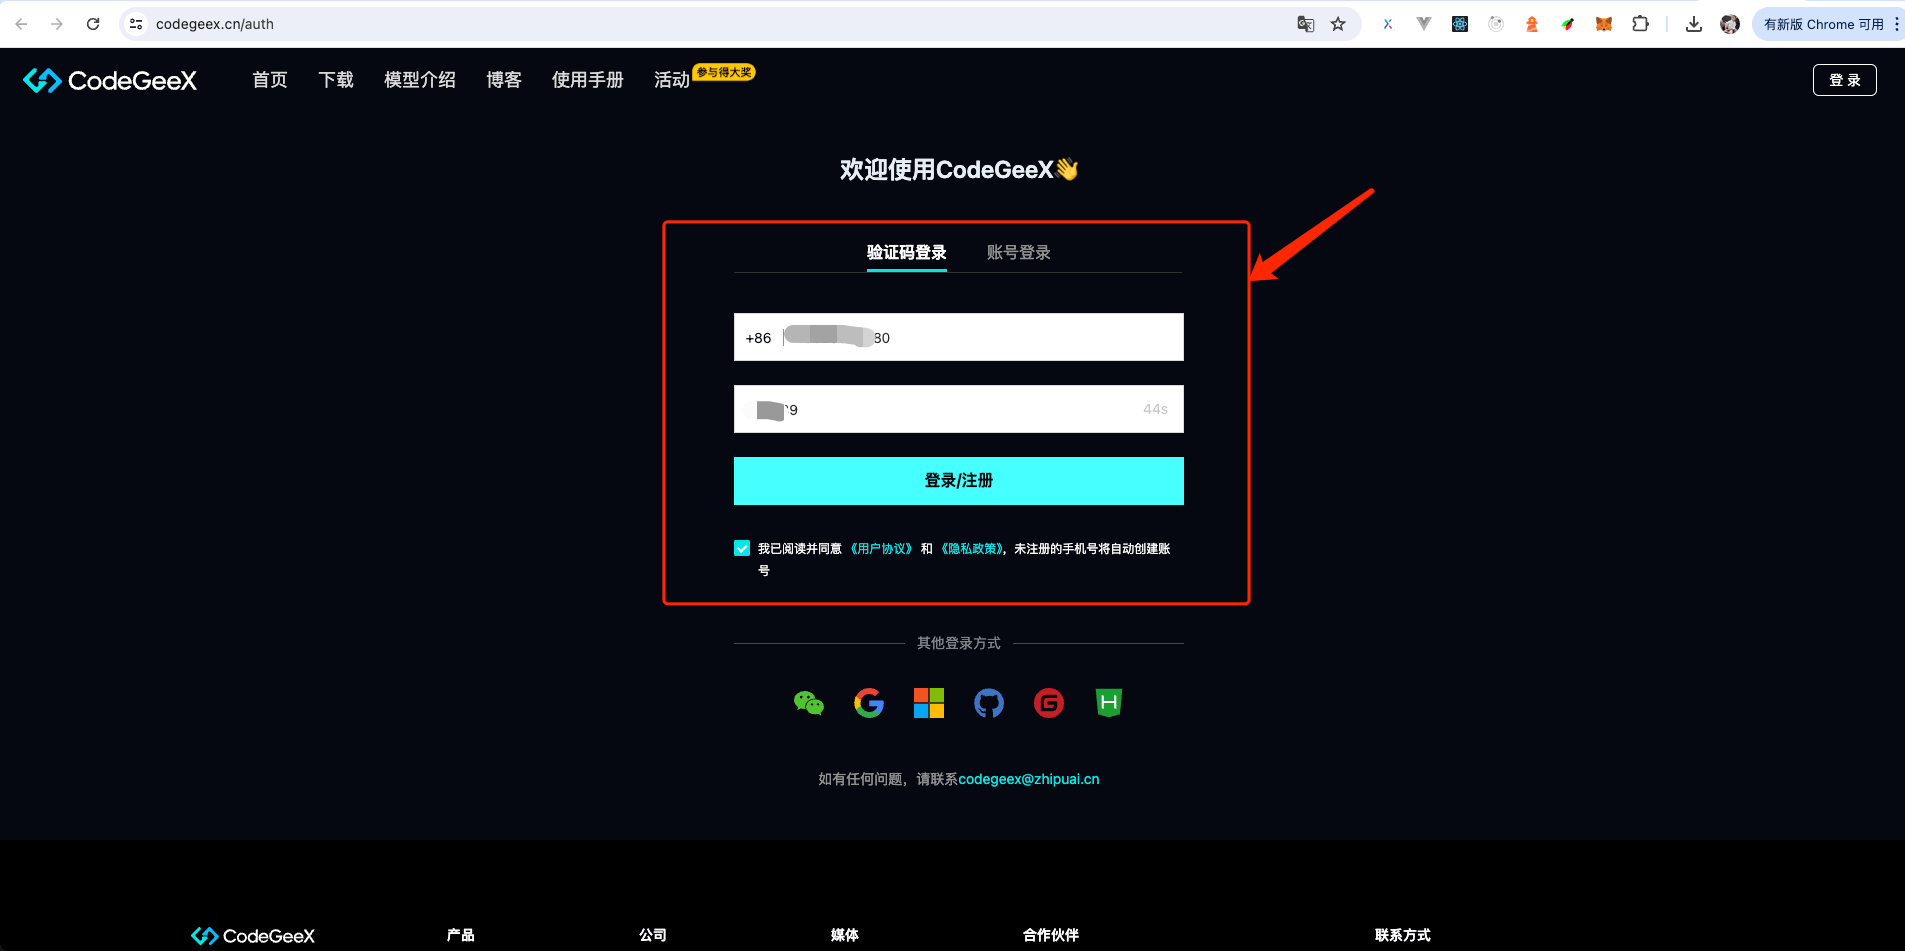 codegeex.cn/auth
有新版 Chrome 可用
CodeGeeX 首页 下载 模型介绍 博客 使用手册 活动 参与得大奖 登 录
欢迎使用CodeGeeX👋
验证码登录 账号登录
+86 80
9 44s
登录/注册
我已阅读并同意 《用户协议》 和 《隐私政策》, 未注册的手机号将自动创建账
号
其他登录方式
如有任何问题，请联系codegeex@zhipuai.cn
CodeGeeX 产品 公司 媒体 合作伙伴 联系方式